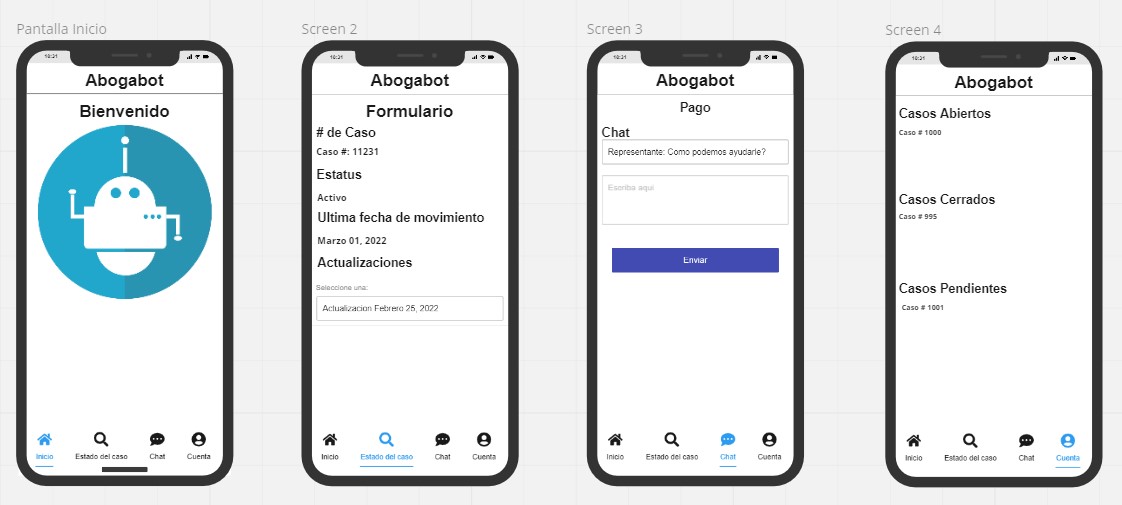 Pantalla Inicio
10:21
Abogabot
Bienvenido
Inicio
Estado del caso
Chat
Cuenta
Screen 2
10:21
Abogabot
Formulario
# de Caso
Caso #: 11231
Estatus
Activo
Ultima fecha de movimiento
Marzo 01, 2022
Actualizaciones
Seleccione una:
Actualizacion Febrero 25, 2022
Inicio
Estado del caso
Chat
Cuenta
Screen 3
10:21
Abogabot
Pago
Chat
Representante: Como podemos ayudarle?
Escriba aqui
Enviar
Inicio
Estado del caso
Chat
Cuenta
Screen 4
10:21
Abogabot
Casos Abiertos
Caso # 1000
Casos Cerrados
Caso # 995
Casos Pendientes
Caso # 1001
Inicio
Estado del caso
Chat
Cuenta